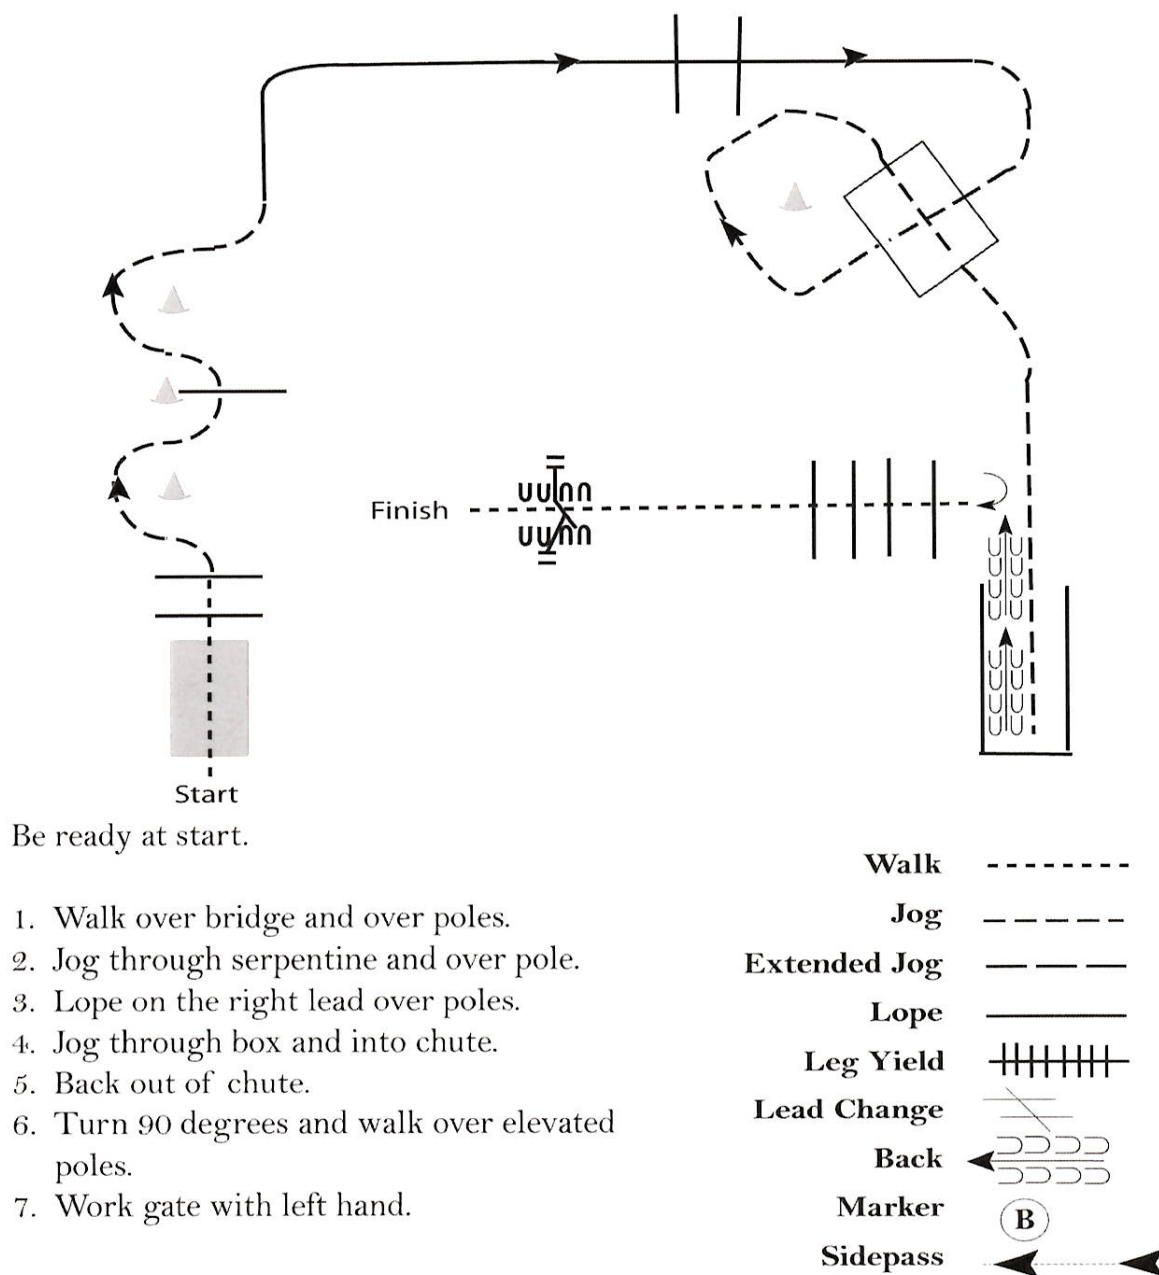 Finish
Start
Be ready at start.
1. Walk over bridge and over poles.
2. Jog through serpentine and over pole.
3. Lope on the right lead over poles.
4. Jog through box and into chute.
5. Back out of chute.
6. Turn 90 degrees and walk over elevated
poles.
7. Work gate with left hand.
Walk
Jog
Extended Jog
Lope
Leg Yield
Lead Change
Back
Marker B
Sidepass